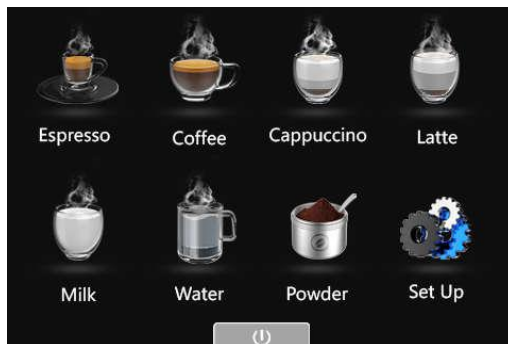 Espresso
Coffee
Cappuccino
Latte
Milk
Water
Powder
Set Up